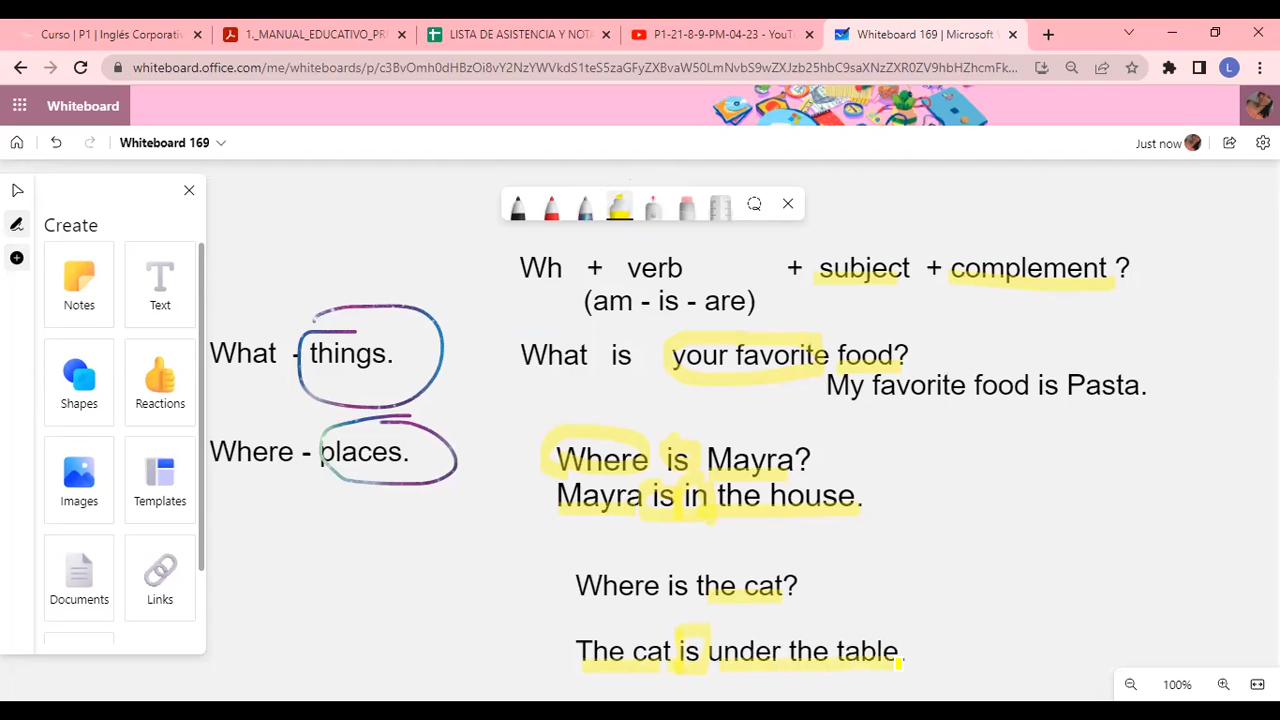 Curso | P1 | Inglés Corporativ
1._MANUAL_EDUCATIVO_PR
LISTA DE ASISTENCIA Y NOTA
P1-21-8-9-PM-04-23 - YouTu
Whiteboard 169 | Microsoft
whiteboard.office.com/me/whiteboards/p/
Whiteboard
Whiteboard 169
Just now
Create
Notes
Text
Shapes
Reactions
Images
Templates
Documents
Links
Wh + verb + subject + complement ?
(am - is - are)
What - things.
What is your favorite food?
My favorite food is Pasta.
Where - places.
Where is Mayra?
Mayra is in the house.
Where is the cat?
The cat is under the table.
100%
L